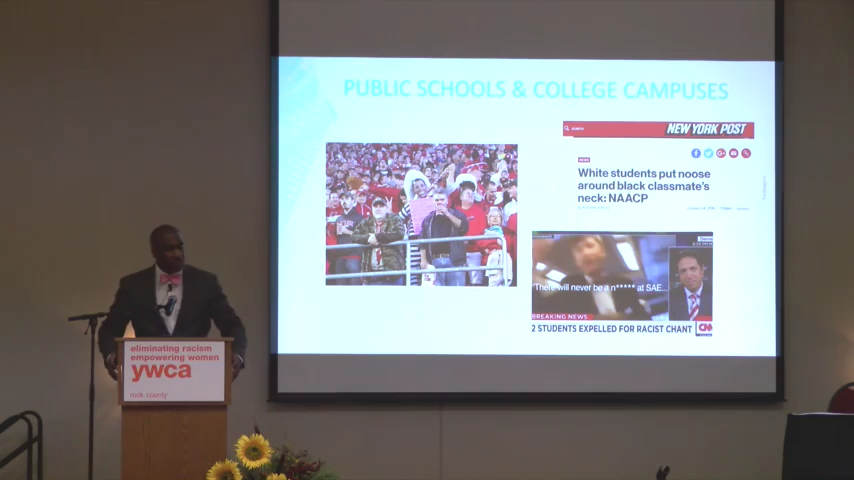 PUBLIC SCHOOLS & COLLEGE CAMPUSES
SEARCH
NEW YORK POST
NEWS
White students put noose
around black classmate's
neck: NAACP
"There will never be a n***** at SAE...
BREAKING NEWS
2 STUDENTS EXPELLED FOR RACIST CHANT
CNN
eliminating racism
empowering women
ywca
rock county